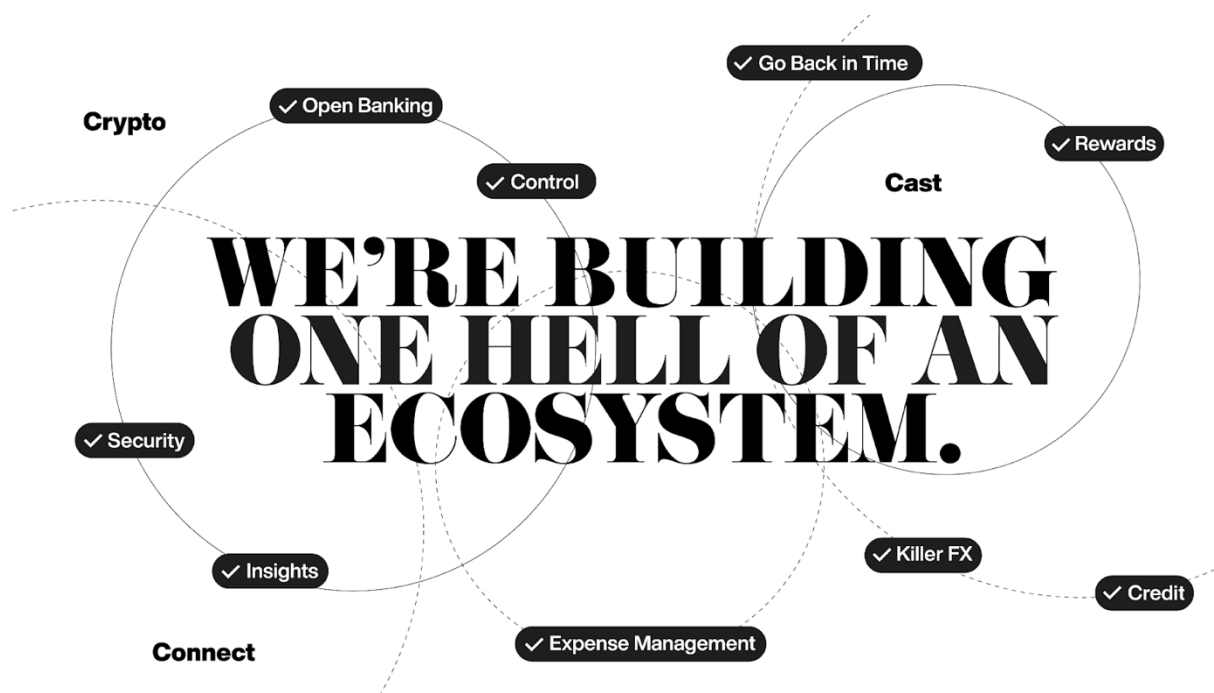 Go Back in Time
Open Banking
Crypto
Rewards
Control
Cast
WE’RE BUILDING
ONE HELL OF AN
ECOSYSTEM.
Security
Killer FX
Insights
Credit
Expense Management
Connect